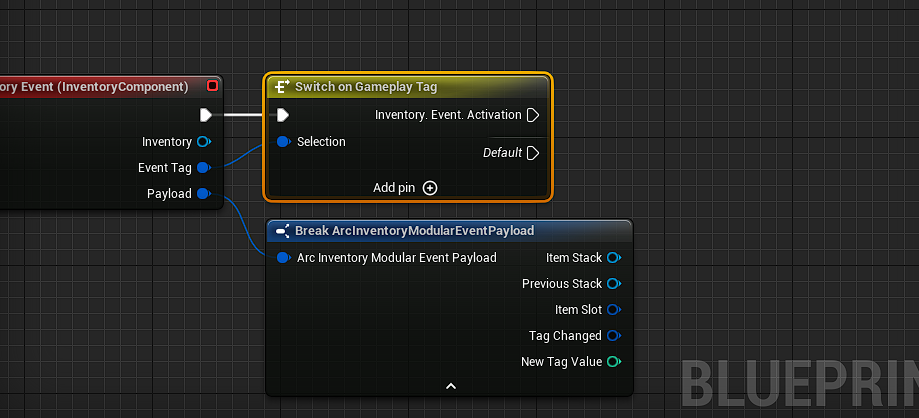 ory Event (InventoryComponent)
Inventory
Event Tag
Payload
Switch on Gameplay Tag
Inventory. Event. Activation
Selection
Default
Add pin
Break ArcInventoryModularEventPayload
Arc Inventory Modular Event Payload
Item Stack
Previous Stack
Item Slot
Tag Changed
New Tag Value
BLUEPRIN